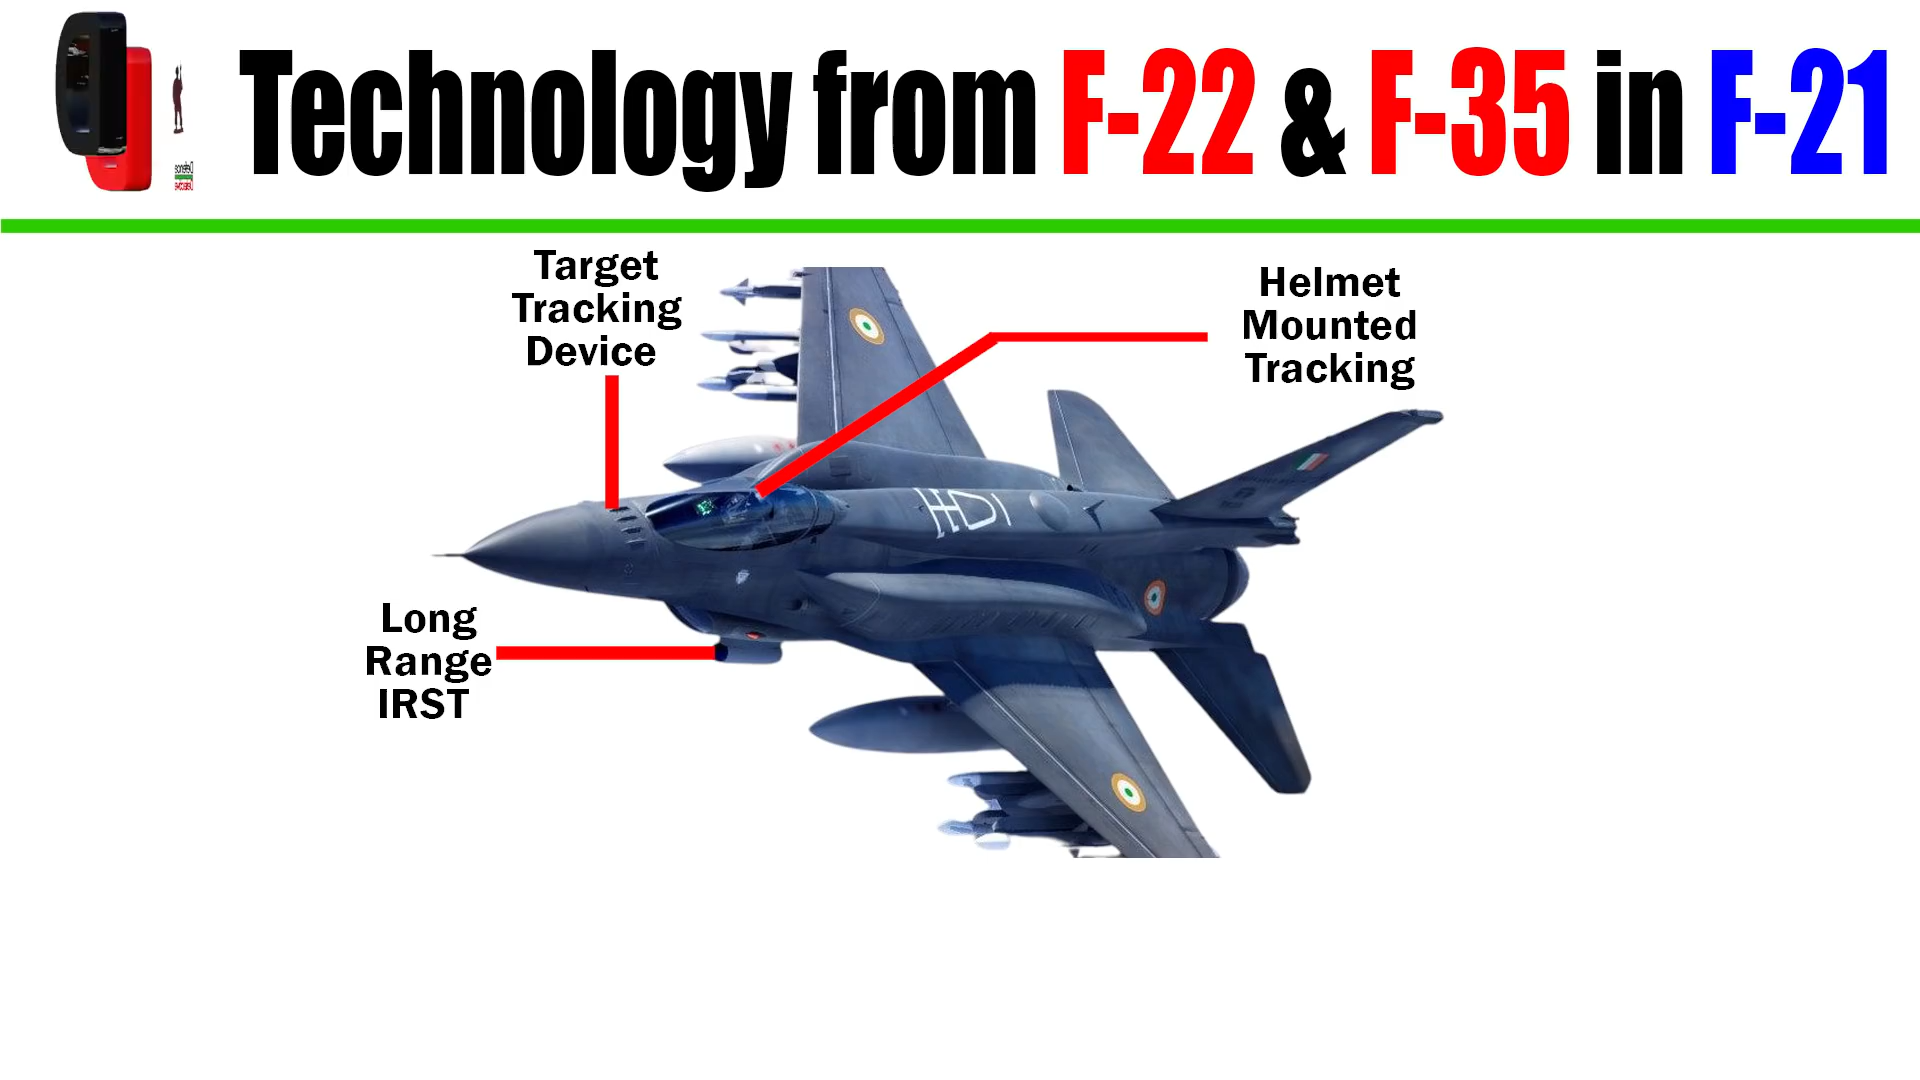 Technology from F-22 & F-35 in F-21
Target
Tracking
Device
Helmet
Mounted
Tracking
Long
Range
IRST